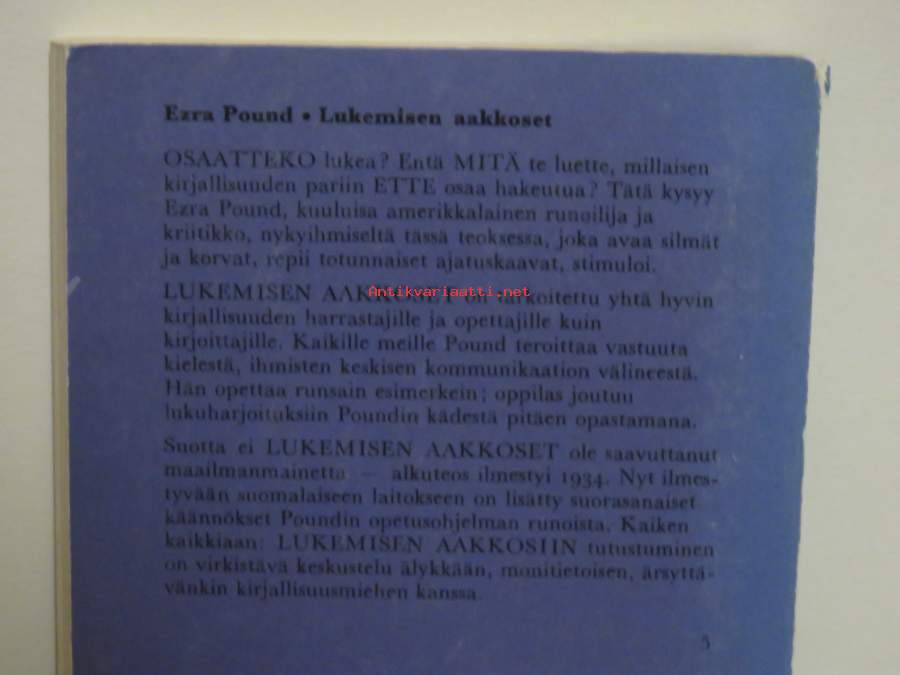 Ezra Pound • Lukemisen aakkoset
OSAATTEKO lukea? Entä MITÄ te luette, millaisen
kirjallisuuden pariin ETTE osaa hakeutua? Tätä kysyy
Ezra Pound, kuuluisa amerikkalainen runoilija ja
kriitikko, nykyihmiseltä tässä teoksessa, joka avaa silmät
ja korvat, repii totunnaiset ajatuskaavat, stimuloi.
Antikvariaatti.net
LUKEMISEN AAKKOSET on tarkoitettu yhtä hyvin
kirjallisuuden harrastajille ja opettajille kuin
kirjoittajille. Kaikille meille Pound teroittaa vastuuta
kielestä, ihmisten keskisen kommunikaation välineestä.
Hän opettaa runsain esimerkein; oppilas joutuu
lukuharjoituksiin Poundin kädestä pitäen opastamana.
Suotta ei LUKEMISEN AAKKOSET ole saavuttanut
maailmanmainetta — alkuteos ilmestyi 1934. Nyt ilmes-
tyvään suomalaiseen laitokseen on lisätty suorasanaiset
käännökset Poundin opetusohjelman runoista. Kaiken
kaikkiaan: LUKEMISEN AAKKOSIIN tutustuminen
on virkistävä keskustelu älykkään, monitietoisen, ärsyttä-
vänkin kirjallisuusmiehen kanssa.
5